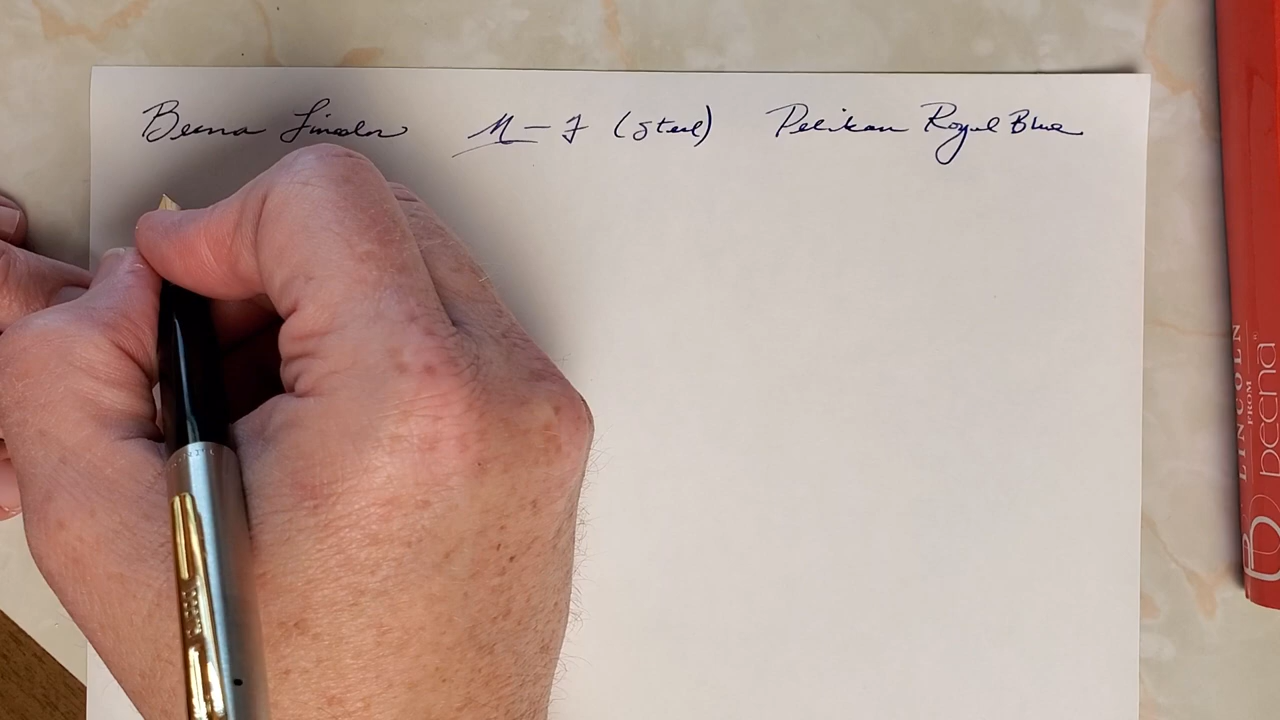 Beena Lincoln M-F (Steel) Pelikan Royal Blue
LINCOLN
FROM
beena